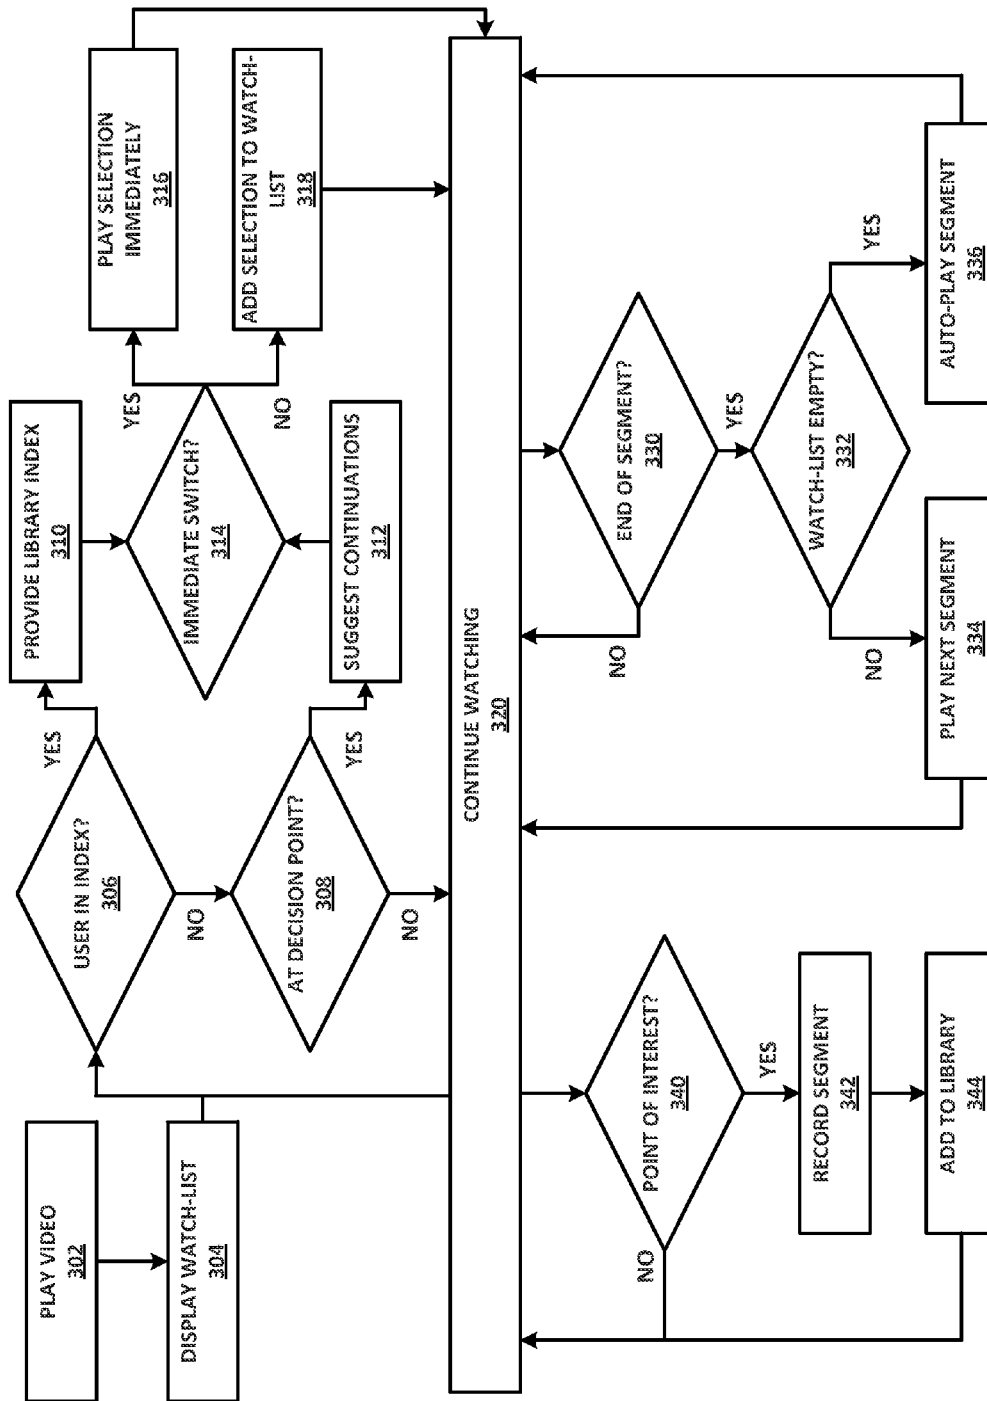 PLAY VIDEO
302
DISPLAY WATCH-LIST
304
USER IN INDEX?
306
YES
NO
AT DECISION POINT?
308
YES
NO
PROVIDE LIBRARY INDEX
310
IMMEDIATE SWITCH?
314
YES
NO
SUGGEST CONTINUATIONS
312
PLAY SELECTION
IMMEDIATELY
316
ADD SELECTION TO WATCH-
LIST
318
CONTINUE WATCHING
320
POINT OF INTEREST?
340
NO
YES
RECORD SEGMENT
342
ADD TO LIBRARY
344
END OF SEGMENT?
330
NO
YES
WATCH-LIST EMPTY?
332
NO
YES
PLAY NEXT SEGMENT
334
AUTO-PLAY SEGMENT
336